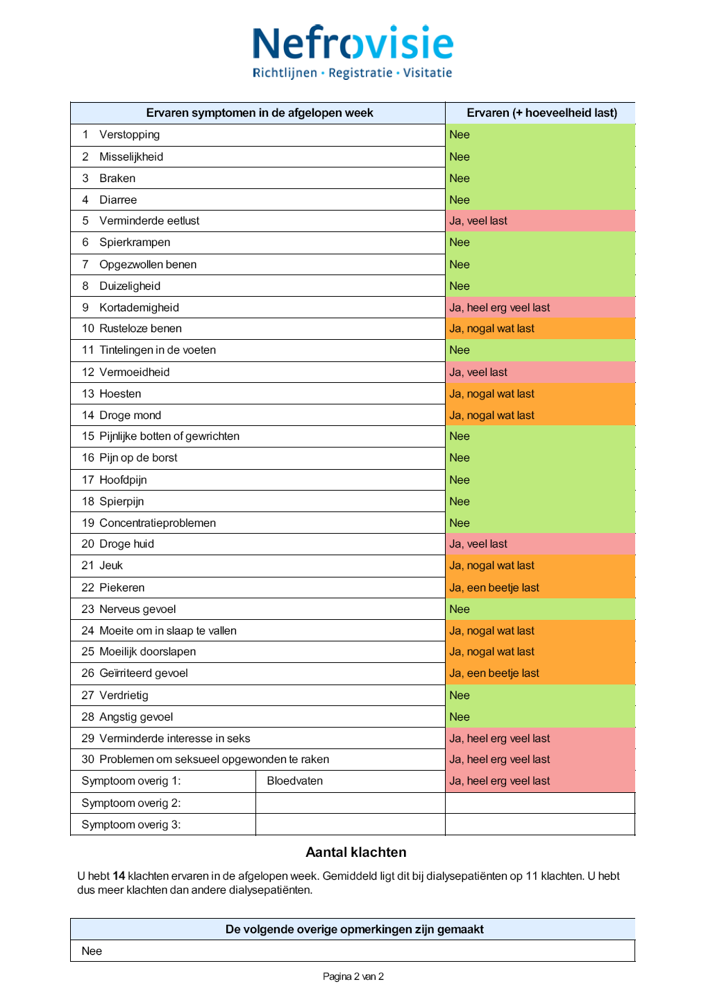 Nefrovisie
Richtlijnen • Registratie • Visitatie
Ervaren symptomen in de afgelopen week Ervaren (+ hoeveelheid last)
1 Verstopping Nee
2 Misselijkheid Nee
3 Braken Nee
4 Diarree Nee
5 Verminderde eetlust Ja, veel last
6 Spierkrampen Nee
7 Opgezwollen benen Nee
8 Duizeligheid Nee
9 Kortademigheid Ja, heel erg veel last
10 Rusteloze benen Ja, nogal wat last
11 Tintelingen in de voeten Nee
12 Vermoeidheid Ja, veel last
13 Hoesten Ja, nogal wat last
14 Droge mond Ja, nogal wat last
15 Pijnlijke botten of gewrichten Nee
16 Pijn op de borst Nee
17 Hoofdpijn Nee
18 Spierpijn Nee
19 Concentratieproblemen Nee
20 Droge huid Ja, veel last
21 Jeuk Ja, nogal wat last
22 Piekeren Ja, een beetje last
23 Nerveus gevoel Nee
24 Moeite om in slaap te vallen Ja, nogal wat last
25 Moeilijk doorslapen Ja, nogal wat last
26 Geïrriteerd gevoel Ja, een beetje last
27 Verdrietig Nee
28 Angstig gevoel Nee
29 Verminderde interesse in seks Ja, heel erg veel last
30 Problemen om seksueel opgewonden te raken Ja, heel erg veel last
Symptoom overig 1: Bloedvaten Ja, heel erg veel last
Symptoom overig 2:
Symptoom overig 3:
Aantal klachten
U hebt 14 klachten ervaren in de afgelopen week. Gemiddeld ligt dit bij dialysepatiënten op 11 klachten. U hebt
dus meer klachten dan andere dialysepatiënten.
De volgende overige opmerkingen zijn gemaakt
Nee
Pagina 2 van 2